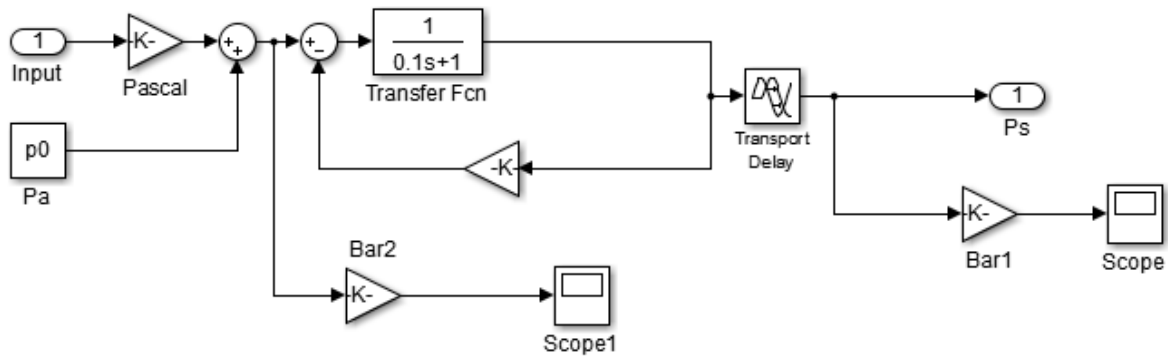 1
Input
-K-
Pascal
+
+
+
-
1
0.1s+1
Transfer Fcn
p0
Pa
-K-
Transport
Delay
1
Ps
Bar2
-K-
Scope1
-K-
Bar1
Scope